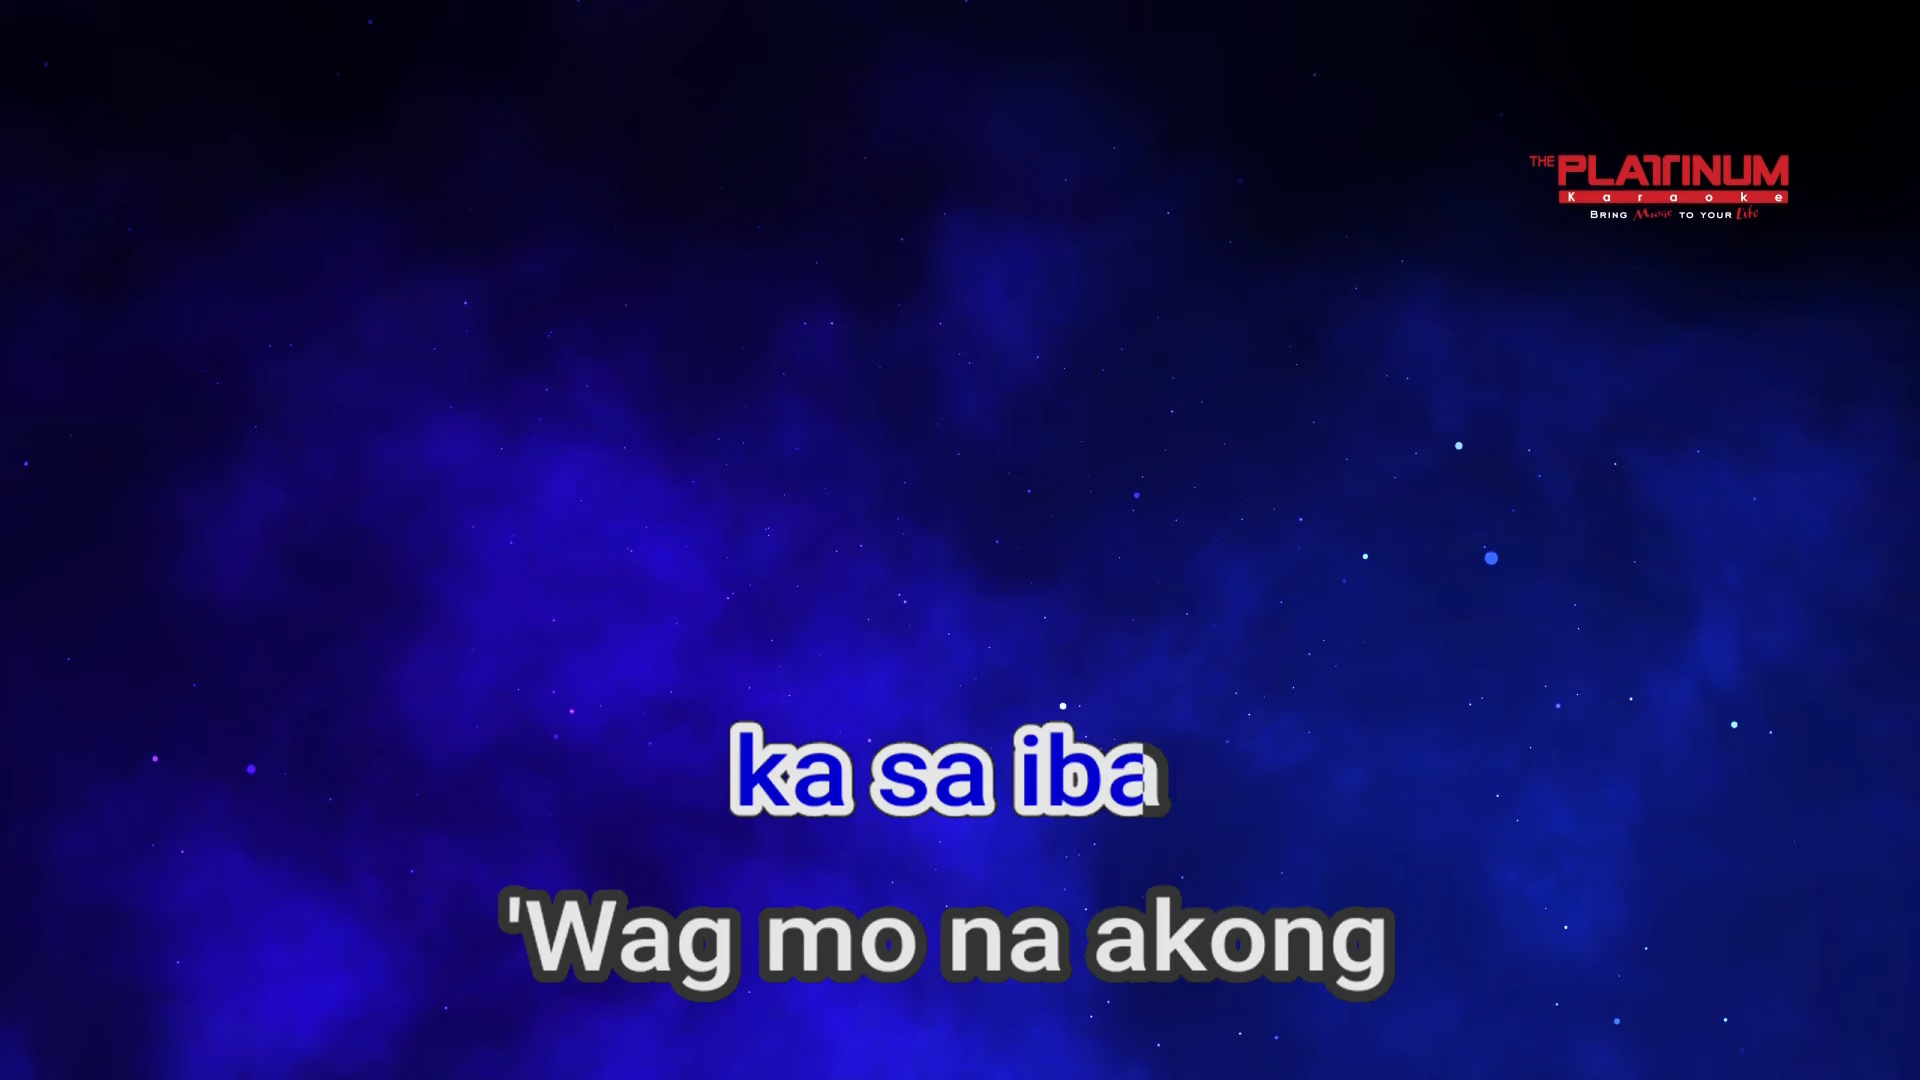 THE PLATINUM
Karaoke
BRING Music TO YOUR Life
ka sa iba
'Wag mo na akong